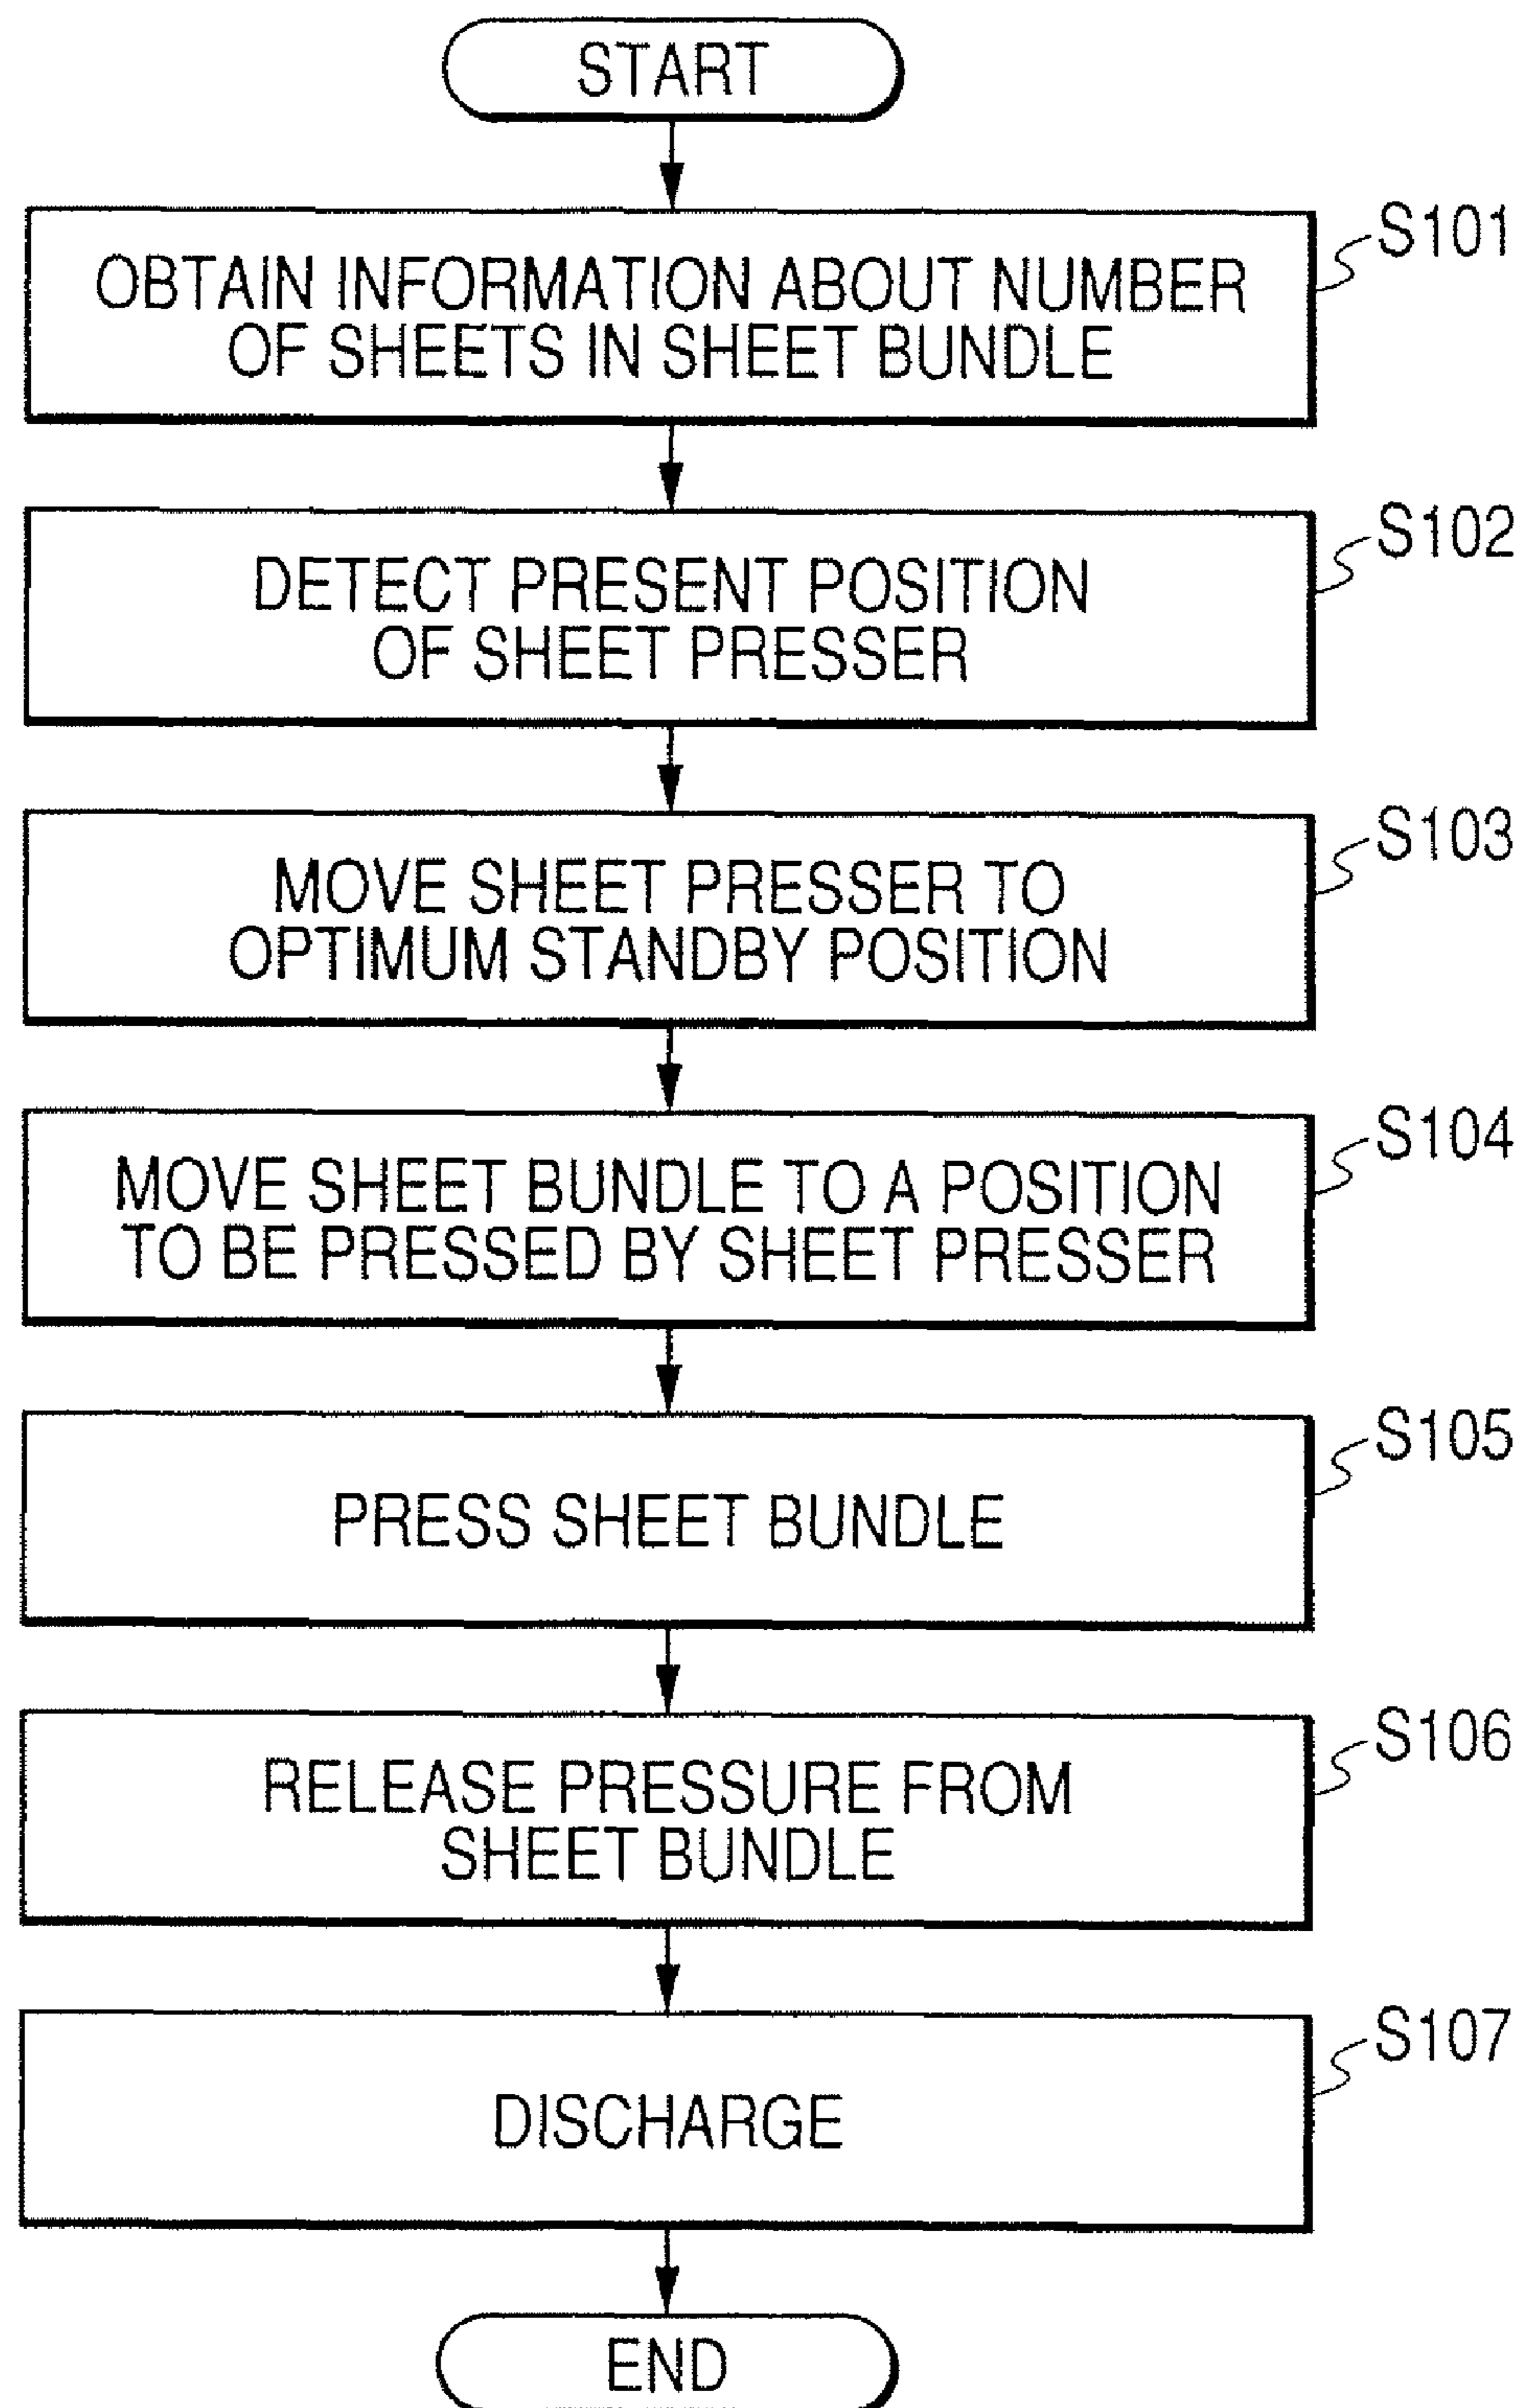 START
S101
OBTAIN INFORMATION ABOUT NUMBER
OF SHEETS IN SHEET BUNDLE
S102
DETECT PRESENT POSITION
OF SHEET PRESSER
S103
MOVE SHEET PRESSER TO
OPTIMUM STANDBY POSITION
S104
MOVE SHEET BUNDLE TO A POSITION
TO BE PRESSED BY SHEET PRESSER
S105
PRESS SHEET BUNDLE
S106
RELEASE PRESSURE FROM
SHEET BUNDLE
S107
DISCHARGE
END